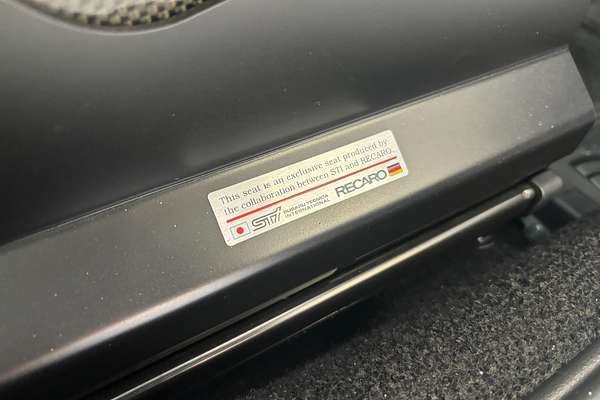 This seat is an exclusive seat produced by
the collaboration between STI and RECARO.
STI SUBARU TECNICA
INTERNATIONAL RECARO